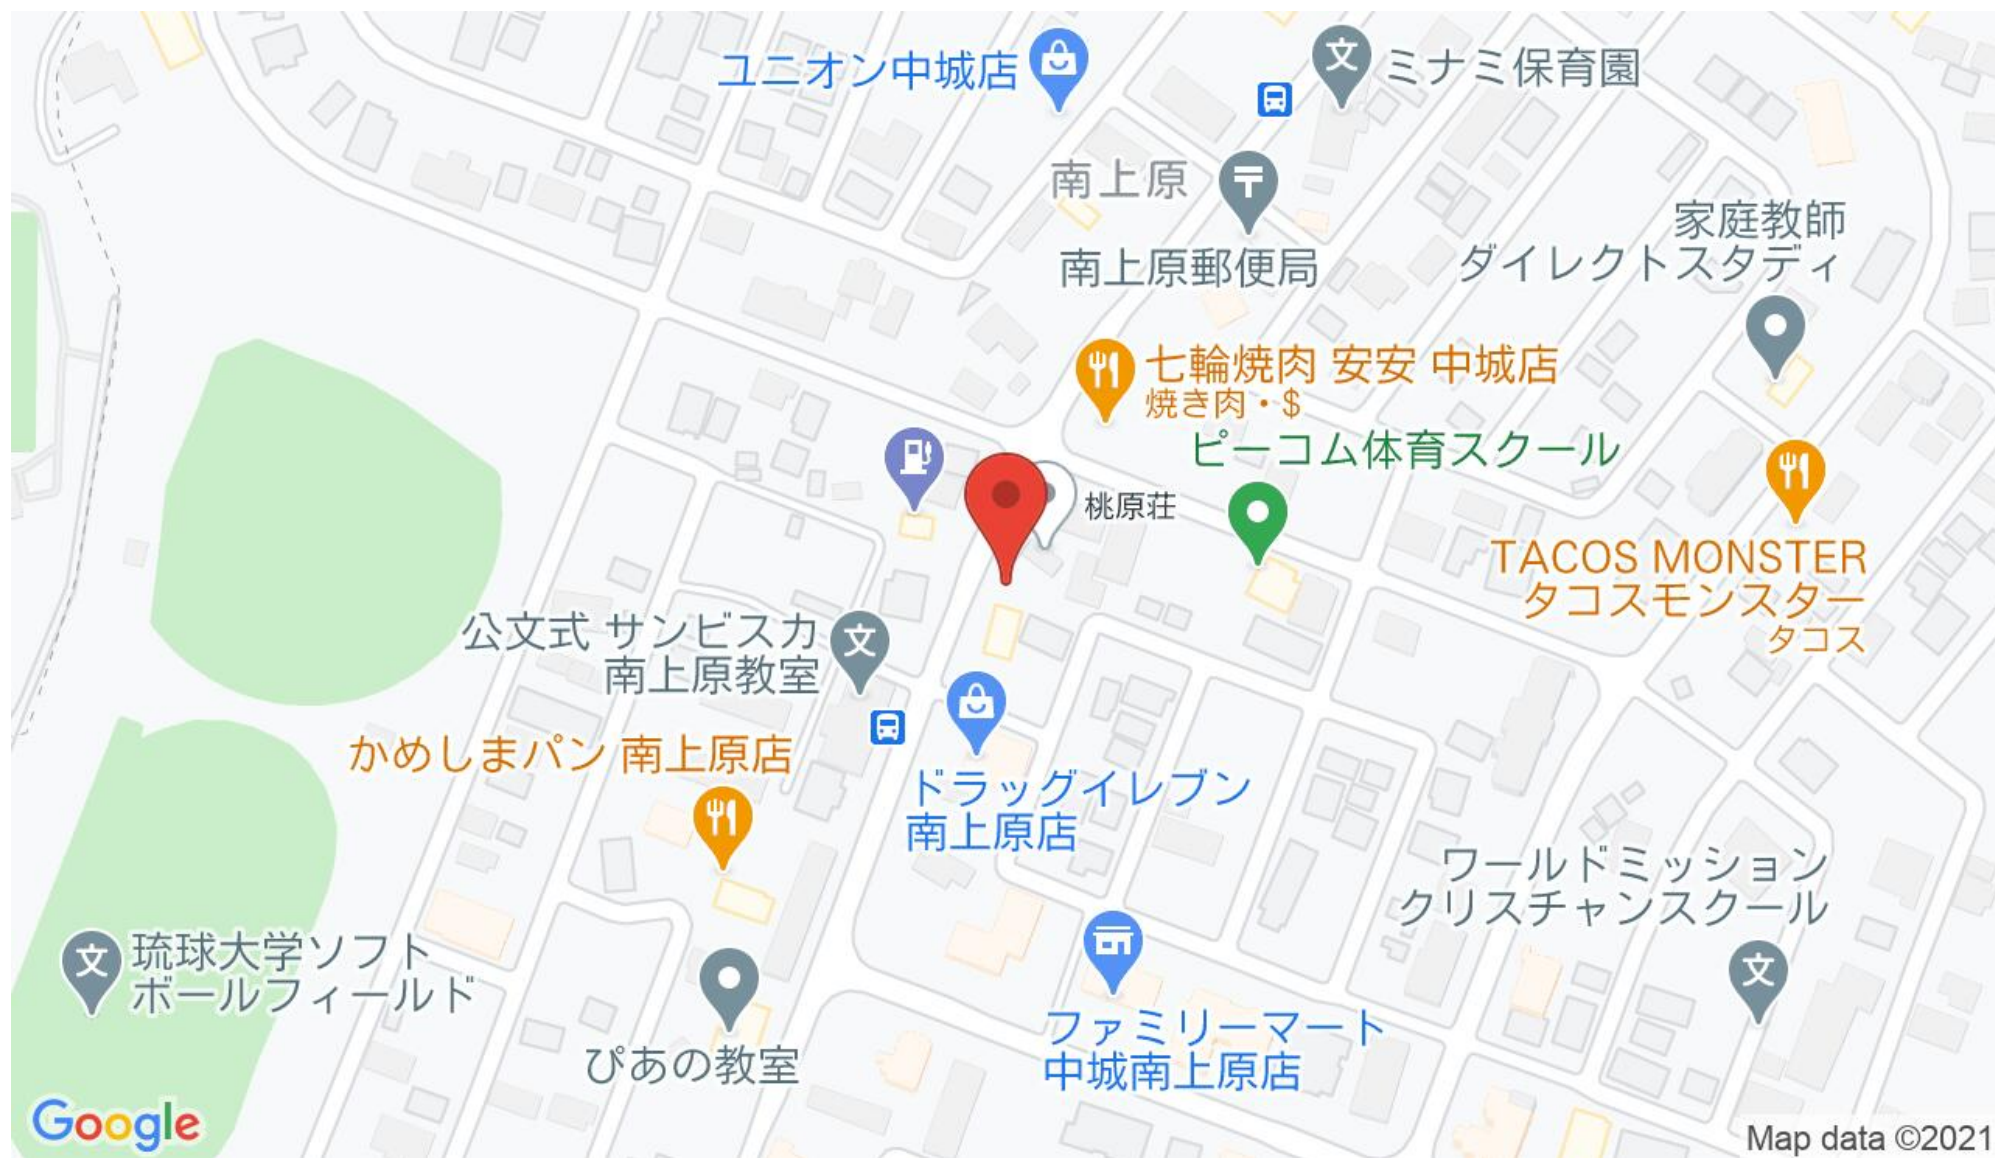 ユニオン中城店
ミナミ保育園
南上原
〒
南上原郵便局
家庭教師
ダイレクトスタディ
七輪焼肉 安安 中城店
焼き肉・$
ピーコム体育スクール
桃原荘
TACOS MONSTER
タコスモンスター
タコス
公文式 サンビスカ
南上原教室
文
文
かめしまパン 南上原店
ドラッグイレブン
南上原店
ワールドミッション
クリスチャンスクール
文
文
琉球大学ソフト
ボールフィールド
ぴあの教室
ファミリーマート
中城南上原店
Google
Map data ©2021